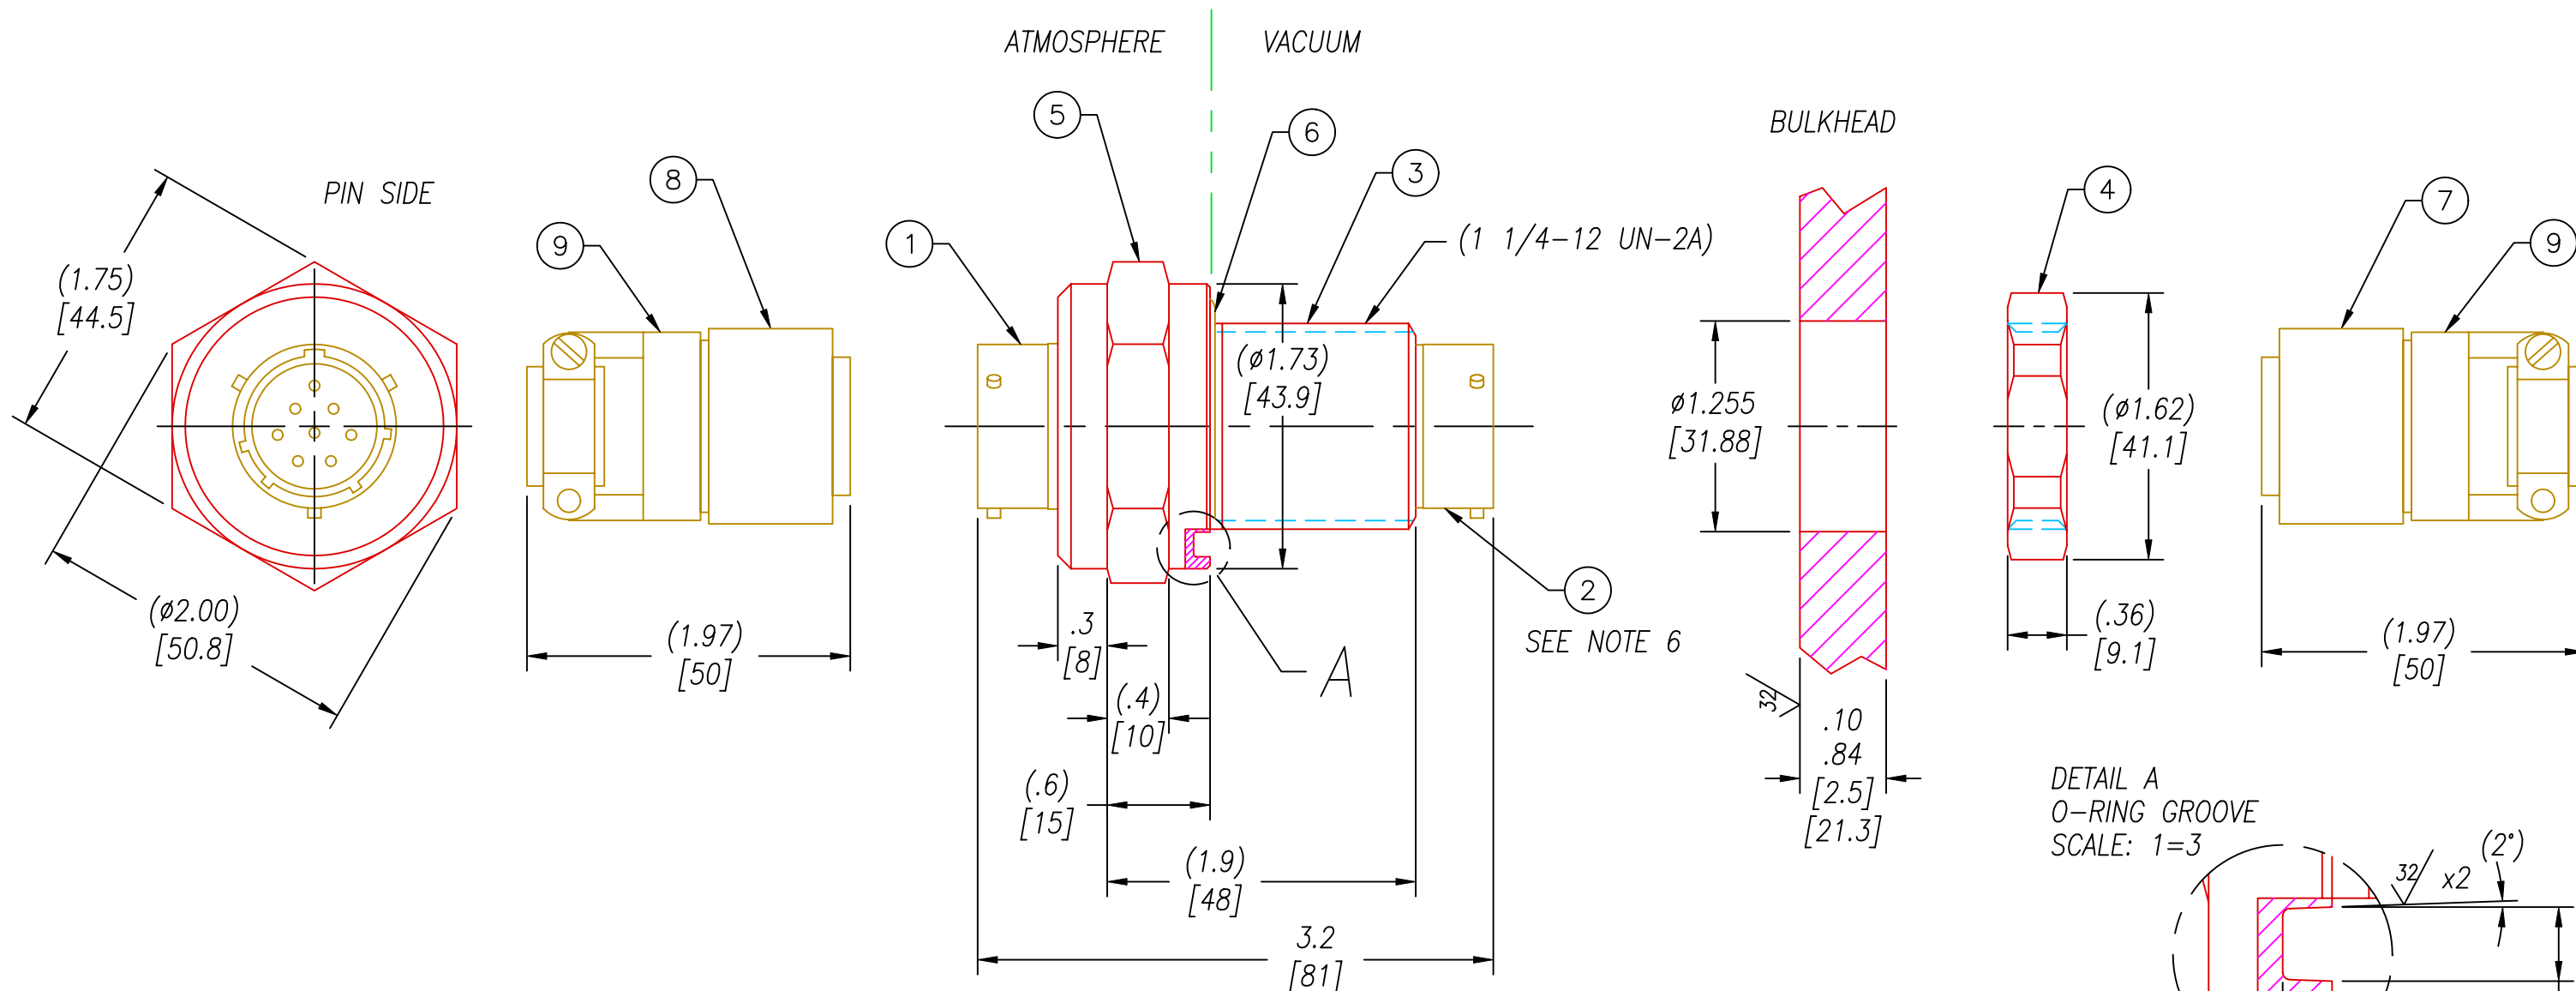 ATMOSPHERE
VACUUM
5
6
BULKHEAD
3
PIN SIDE
8
4
7
9
1
(1 1/4-12 UN-2A)
9
(1.75)
[44.5]
(ø1.73)
[43.9]
ø1.255
[31.88]
(ø1.62)
[41.1]
(ø2.00)
[50.8]
(1.97)
[50]
.3
[8]
2
SEE NOTE 6
(.36)
[9.1]
(1.97)
[50]
A
(.4)
[10]
32
.10
.84
[2.5]
[21.3]
(.6)
[15]
DETAIL A
O-RING GROOVE
SCALE: 1=3
(1.9)
[48]
32
x2
(2°)
3.2
[81]